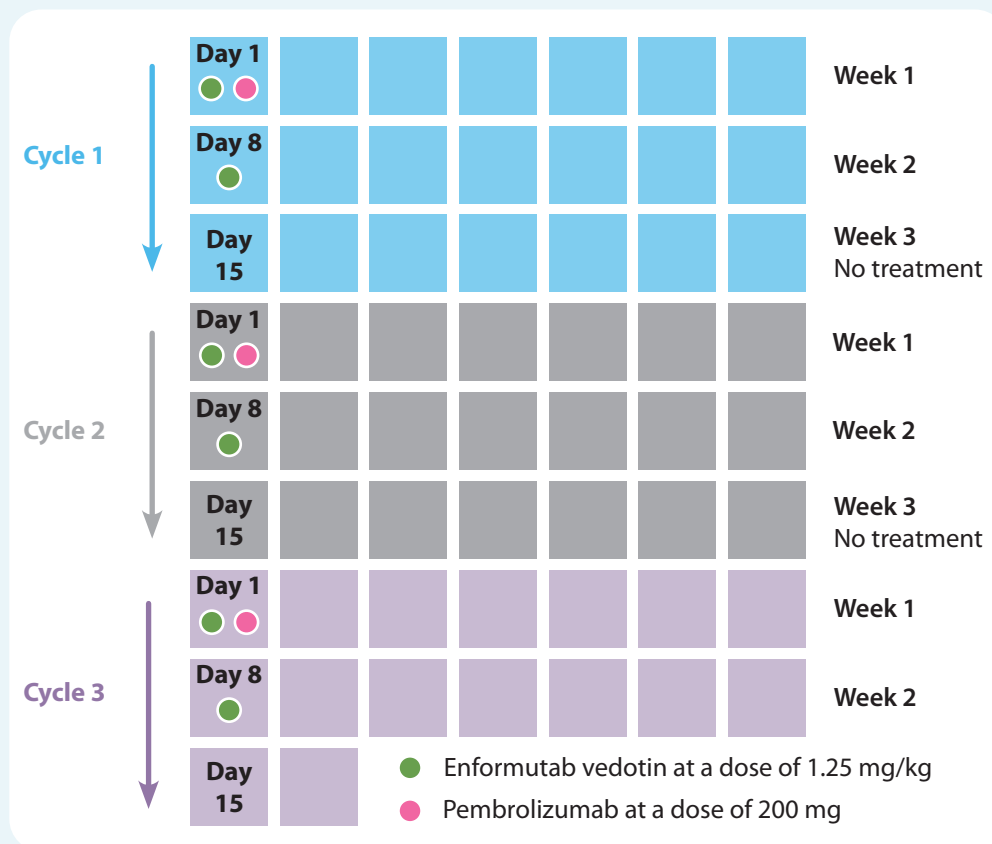 Day 1
Week 1
Cycle 1
Day 8
Week 2
Day
15
Week 3
No treatment
Day 1
Week 1
Cycle 2
Day 8
Week 2
Day
15
Week 3
No treatment
Day 1
Week 1
Cycle 3
Day 8
Week 2
Day
15
Enformutab vedotin at a dose of 1.25 mg/kg
Pembrolizumab at a dose of 200 mg